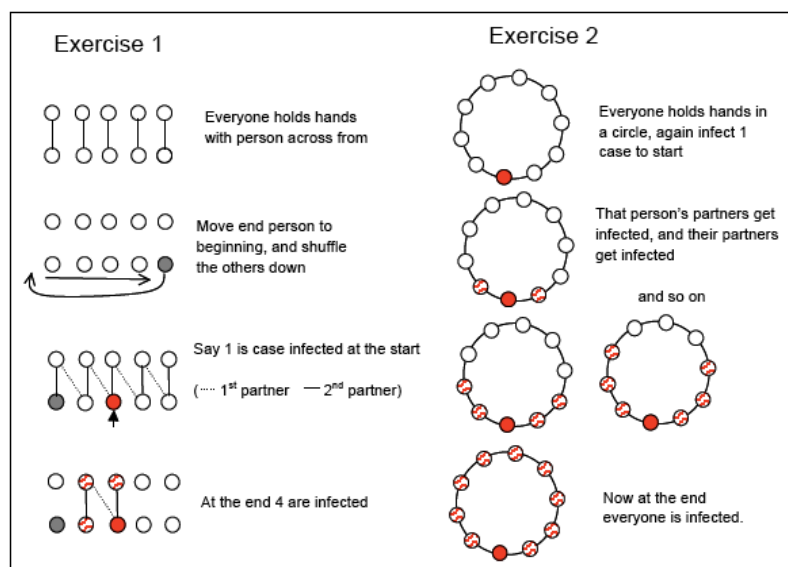 Exercise 1
Everyone holds hands
with person across from
Move end person to
beginning, and shuffle
the others down
Say 1 is case infected at the start
(····· 1st partner — 2nd partner)
At the end 4 are infected
Exercise 2
Everyone holds hands in
a circle, again infect 1
case to start
That person's partners get
infected, and their partners
get infected
and so on
Now at the end
everyone is infected.